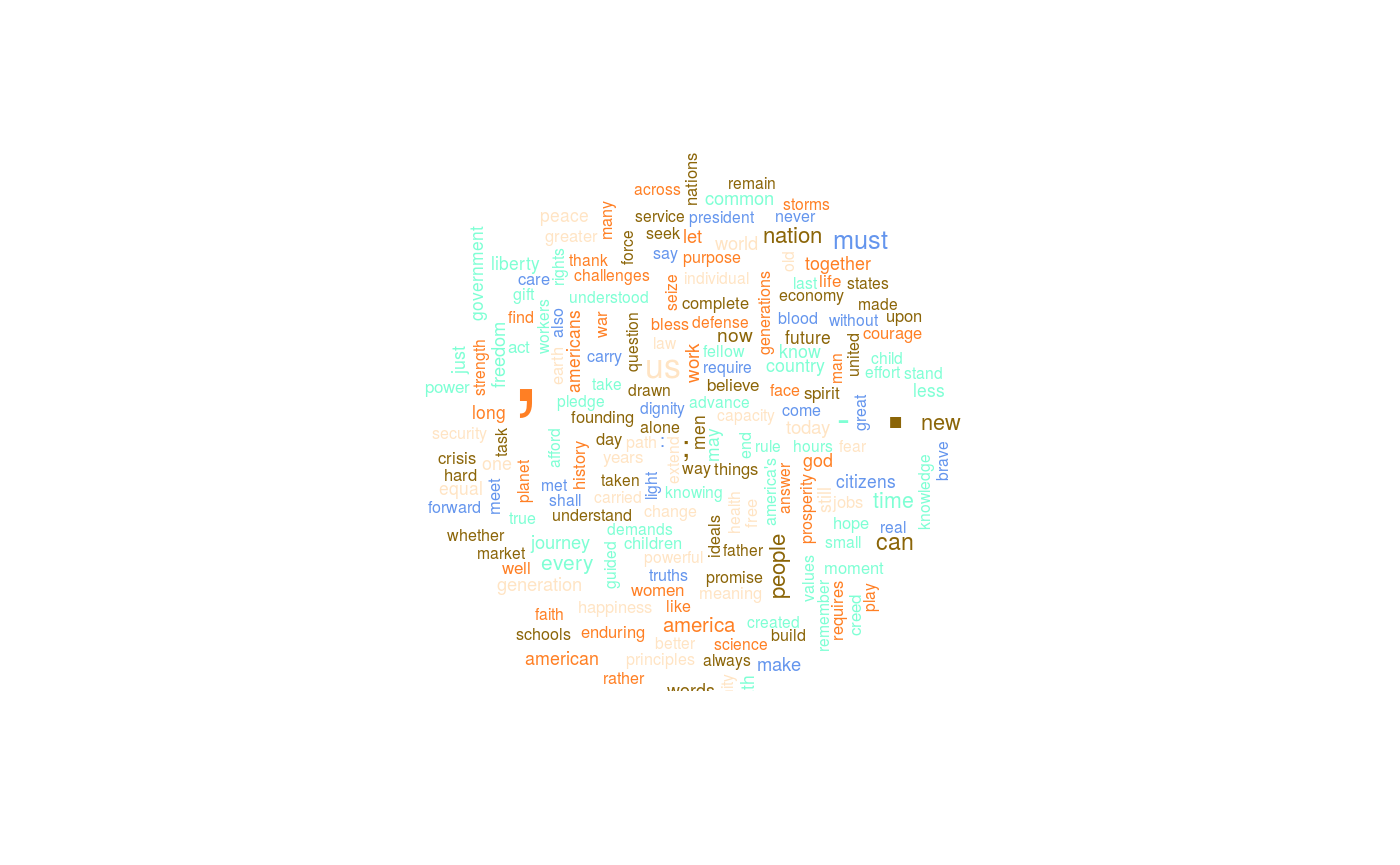 nations
remain
across
common
storms
many
peace
service
president
never
seek
let
must
nation
greater
force
world
government
say
purpose
old
together
liberty
rights
thank
challenges
care
individual
seize
last
life
states
gift
understood
complete
generations
economy
made
workers
also
find
americans
war
question
bless
defense
blood
without
upon
courage
now
future
law
act
just
strength
freedom
earth
carry
us
work
fellow
know
man
united
child
require
country
effort
stand
power
take
drawn
believe
face
spirit
less
pledge
dignity
advance
come
great
long
,
founding
capacity
-
.
new
alone
today
security
task
afford
day
path
:
;
men
may
end
rule
hours
fear
history
years
extend
crisis
one
way
things
america's
god
brave
hard
planet
taken
answer
citizens
knowledge
equal
meet
met
light
knowing
prosperity
still
jobs
time
forward
shall
carried
health
free
true
understand
change
hope
real
whether
demands
ideals
small
can
journey
children
father
people
market
guided
powerful
well
every
truths
promise
values
moment
generation
women
meaning
remember
requires
play
happiness
like
creed
faith
america
created
schools
enduring
build
better
science
american
principles
always
make
rather
words